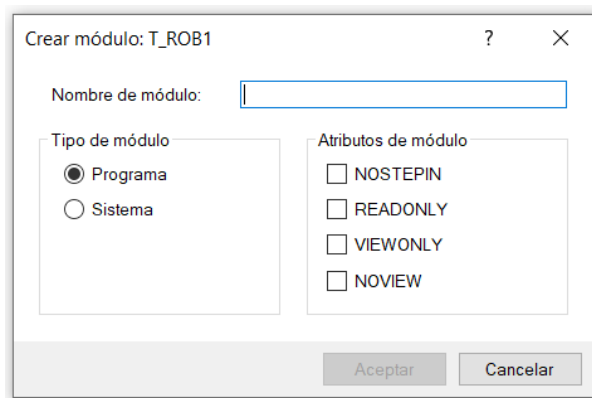 Crear módulo: T_ROB1
Nombre de módulo:
Tipo de módulo
Programa
Sistema
Atributos de módulo
NOSTEPIN
READONLY
VIEWONLY
NOVIEW
Aceptar
Cancelar